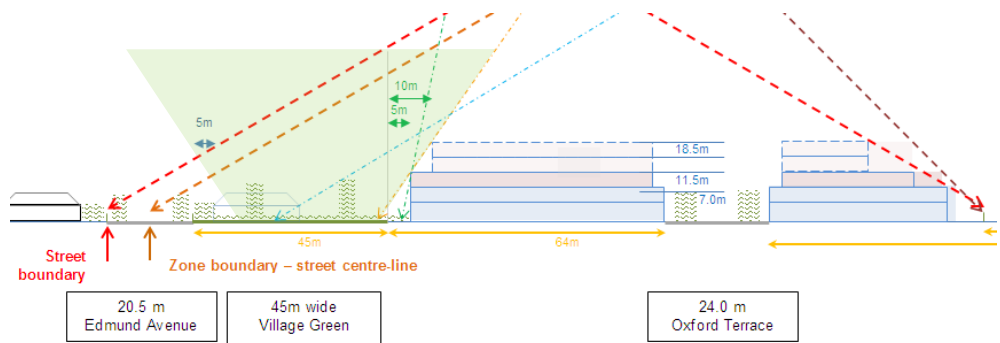 10m
5m
5m
18.5m
11.5m
7.0m
45m
64m
Street
boundary
Zone boundary – street centre-line
20.5 m
Edmund Avenue
45m wide
Village Green
24.0 m
Oxford Terrace